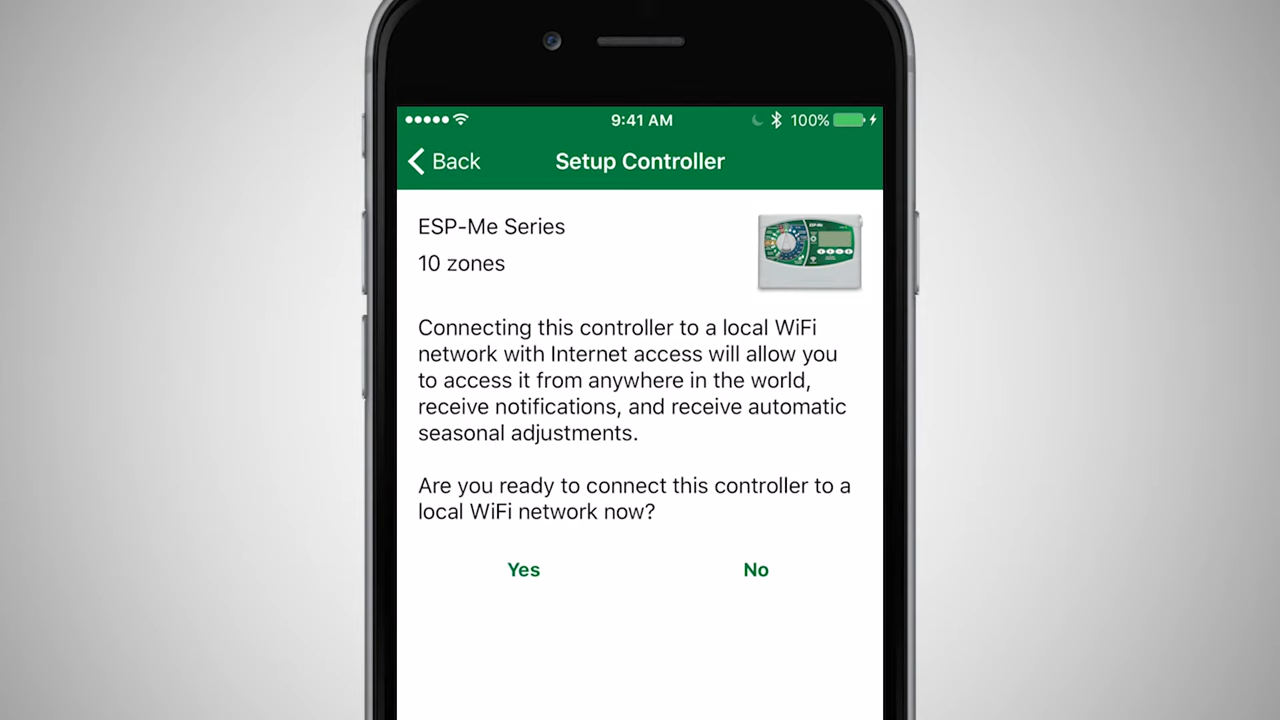 9:41 AM
100%
Back
Setup Controller
ESP-Me Series
10 zones
ESP-Me
Connecting this controller to a local WiFi
network with Internet access will allow you
to access it from anywhere in the world,
receive notifications, and receive automatic
seasonal adjustments.
Are you ready to connect this controller to a
local WiFi network now?
Yes
No